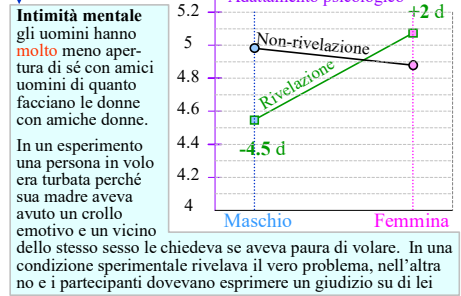 Adattamento psicologico
Intimità mentale
gli uomini hanno
molto meno aper-
tura di sé con amici
uomini di quanto
facciano le donne
con amiche donne.
In un esperimento
una persona in volo
era turbata perché
sua madre aveva
avuto un crollo
emotivo e un vicino
dello stesso sesso le chiedeva se aveva paura di volare. In una
condizione sperimentale rivelava il vero problema, nell'altra
no e i partecipanti dovevano esprimere un giudizio su di lei
5.2
5
4.8
4.6
4.4
4.2
4
+2 d
Non-rivelazione
Rivelazione
-4.5 d
Maschio
Femmina